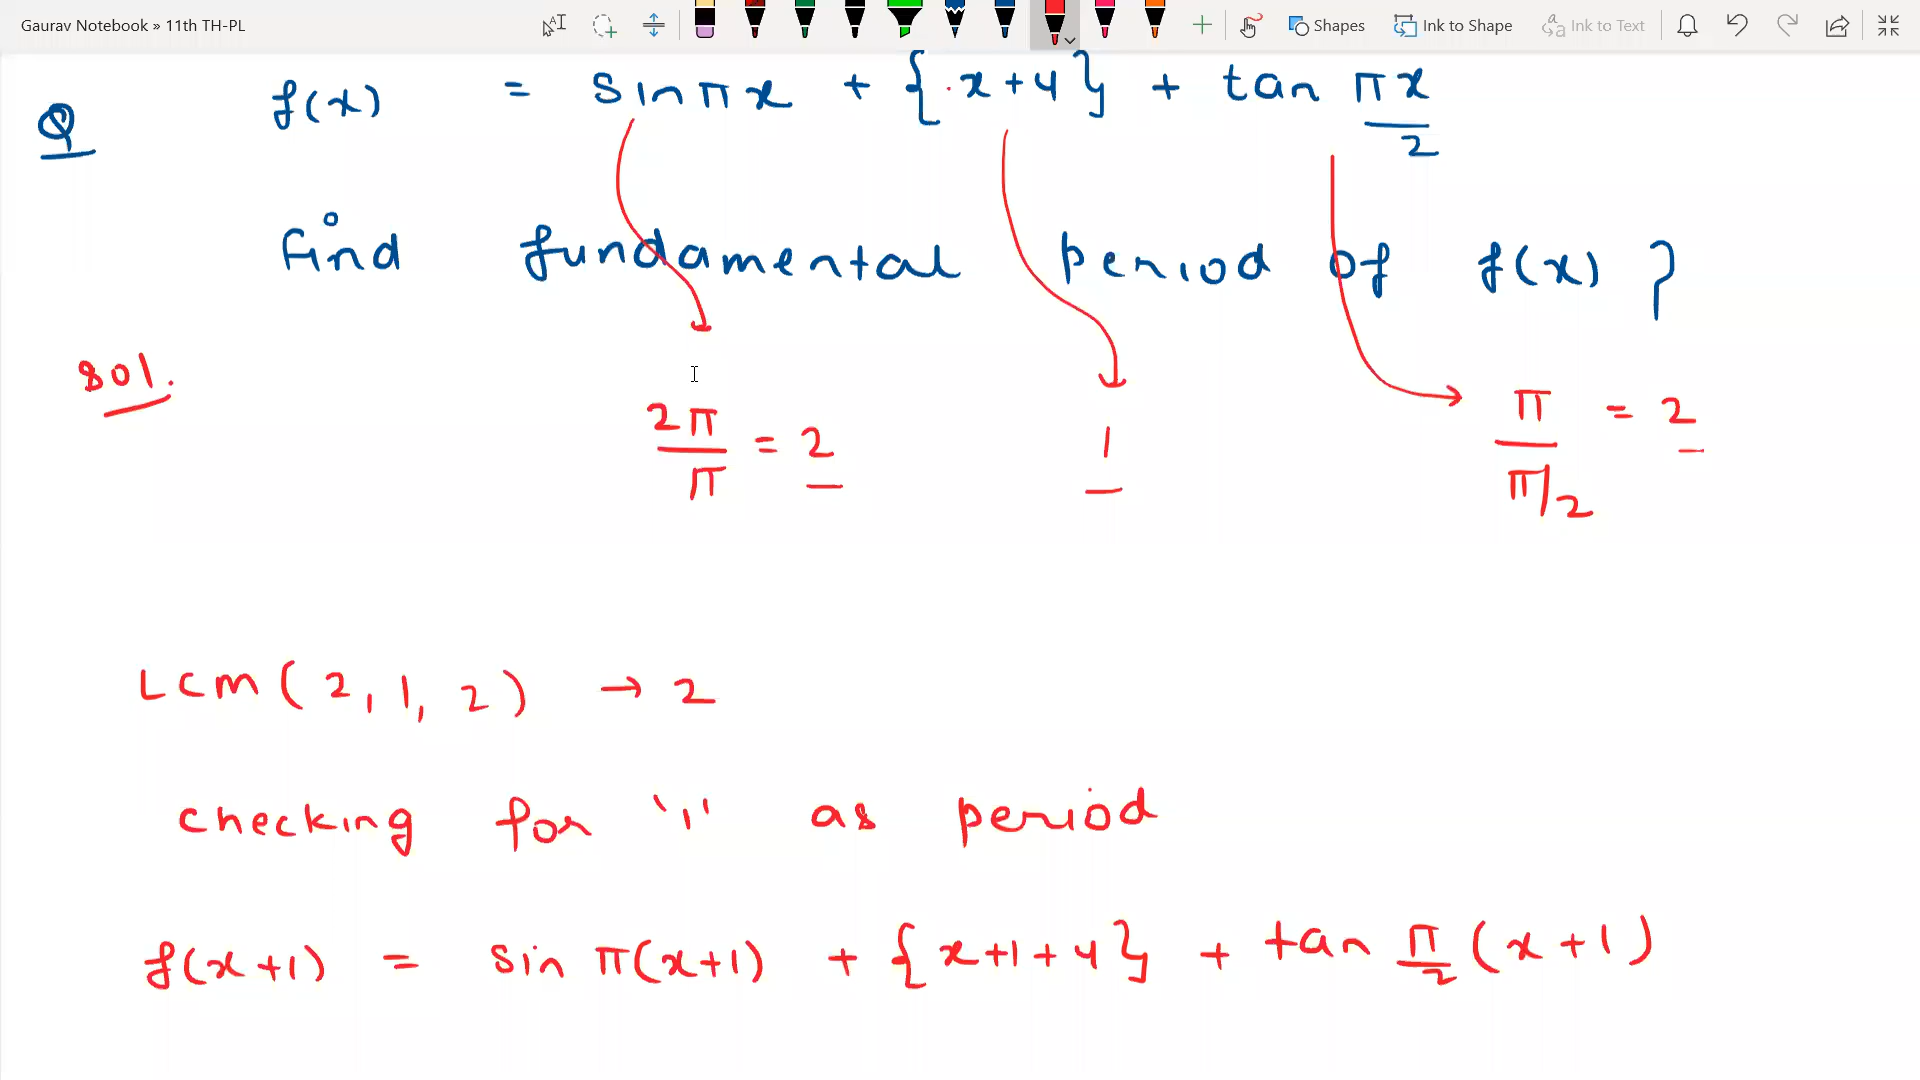 Gaurav Notebook » 11th TH-PL
Shapes
Ink to Shape
Ink to Text
Q f(x) = sin πx + {x+4} + tan πx/2
Find fundamental period of f(x) ?
Sol.
2π/π = 2
1
π/π/2 = 2
LCM (2, 1, 2) → 2
checking for '1' as period
f(x+1) = sin π(x+1) + {x+1+4} + tan π/2 (x+1)